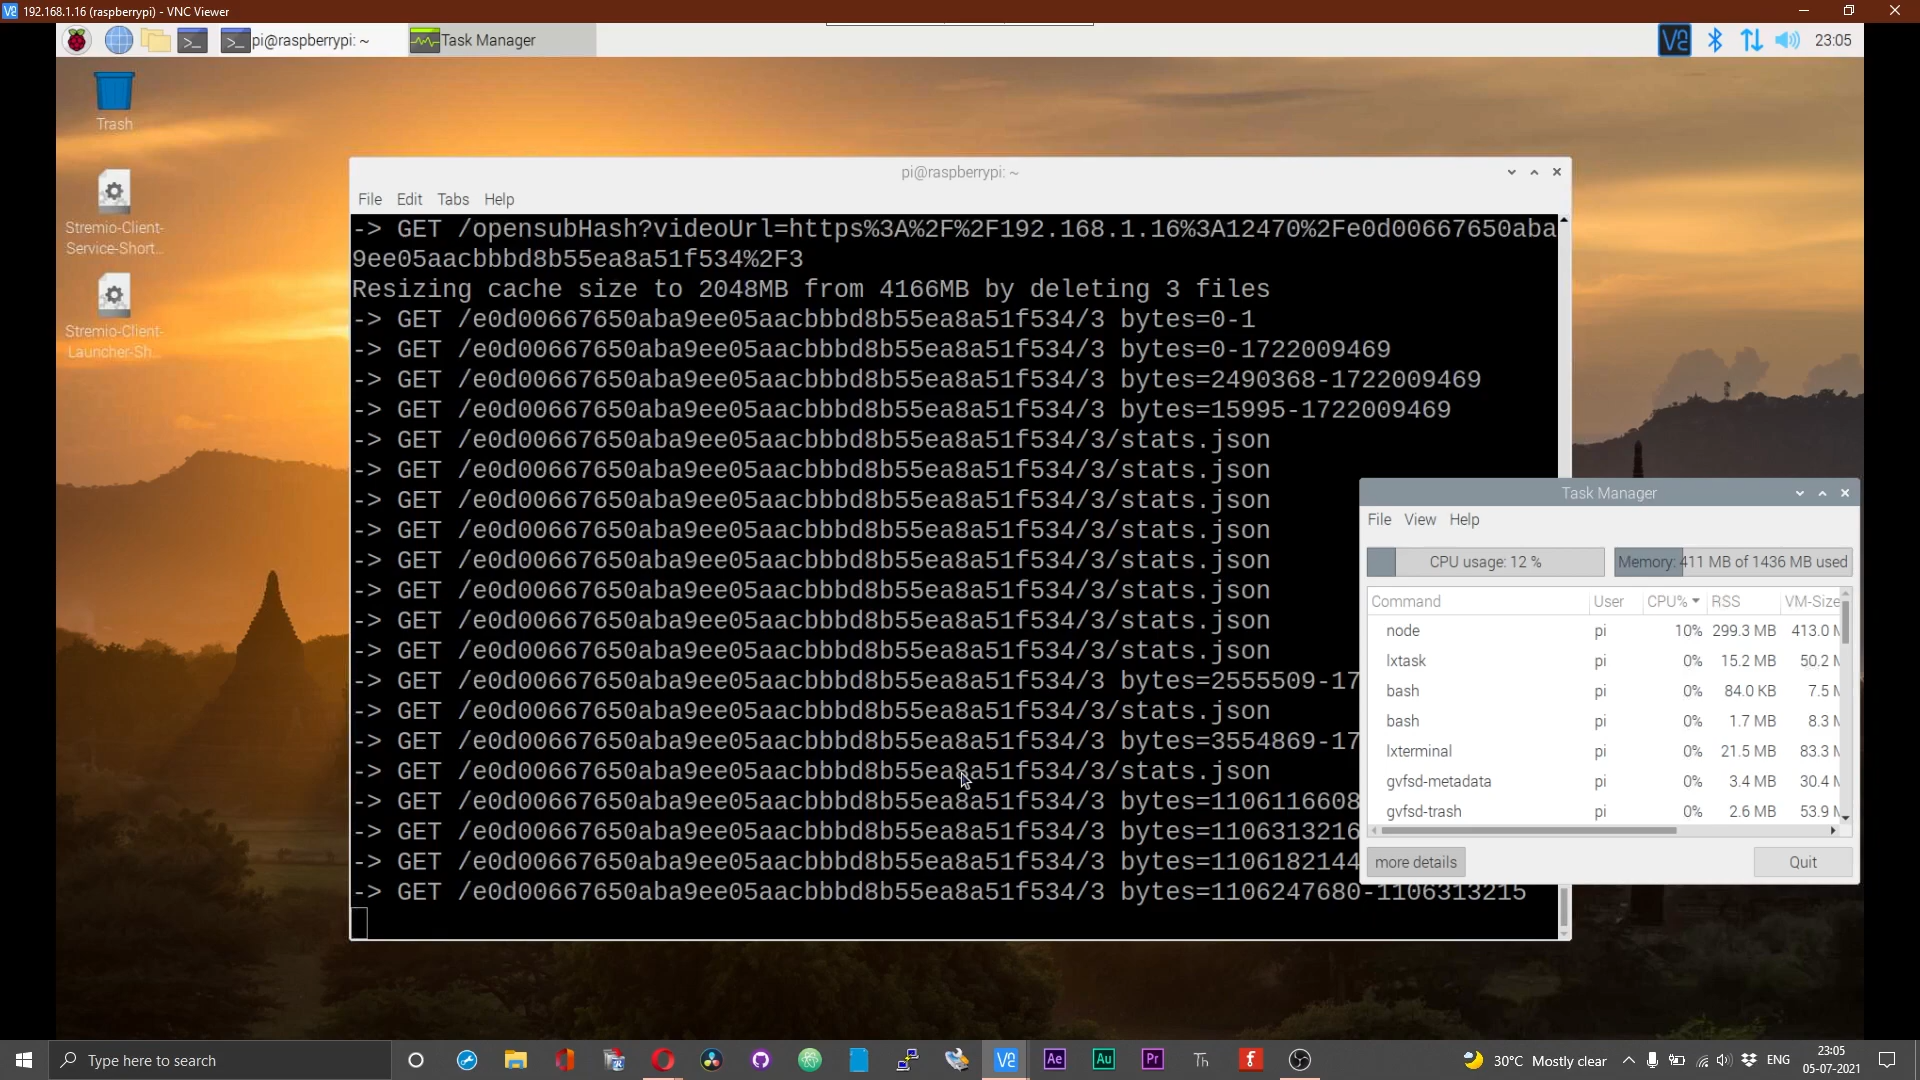 192.168.1.16 (raspberrypi) - VNC Viewer
pi@raspberrypi: ~
Task Manager
23:05
Trash
Stremio-Client-
Service-Short...
Stremio-Client-
Launcher-Sh...
pi@raspberrypi: ~
File Edit Tabs Help
-> GET /opensubHash?videoUrl=https%3A%2F%2F192.168.1.16%3A12470%2Fe0d00667650aba
9ee05aacbbbd8b55ea8a51f534%2F3
Resizing cache size to 2048MB from 4166MB by deleting 3 files
-> GET /e0d00667650aba9ee05aacbbbd8b55ea8a51f534/3 bytes=0-1
-> GET /e0d00667650aba9ee05aacbbbd8b55ea8a51f534/3 bytes=0-1722009469
-> GET /e0d00667650aba9ee05aacbbbd8b55ea8a51f534/3 bytes=2490368-1722009469
-> GET /e0d00667650aba9ee05aacbbbd8b55ea8a51f534/3 bytes=15995-1722009469
-> GET /e0d00667650aba9ee05aacbbbd8b55ea8a51f534/3/stats.json
-> GET /e0d00667650aba9ee05aacbbbd8b55ea8a51f534/3/stats.json
-> GET /e0d00667650aba9ee05aacbbbd8b55ea8a51f534/3/stats.json
-> GET /e0d00667650aba9ee05aacbbbd8b55ea8a51f534/3/stats.json
-> GET /e0d00667650aba9ee05aacbbbd8b55ea8a51f534/3/stats.json
-> GET /e0d00667650aba9ee05aacbbbd8b55ea8a51f534/3/stats.json
-> GET /e0d00667650aba9ee05aacbbbd8b55ea8a51f534/3/stats.json
-> GET /e0d00667650aba9ee05aacbbbd8b55ea8a51f534/3/stats.json
-> GET /e0d00667650aba9ee05aacbbbd8b55ea8a51f534/3 bytes=2555509-17
-> GET /e0d00667650aba9ee05aacbbbd8b55ea8a51f534/3/stats.json
-> GET /e0d00667650aba9ee05aacbbbd8b55ea8a51f534/3 bytes=3554869-17
-> GET /e0d00667650aba9ee05aacbbbd8b55ea8a51f534/3/stats.json
-> GET /e0d00667650aba9ee05aacbbbd8b55ea8a51f534/3 bytes=1106116608
-> GET /e0d00667650aba9ee05aacbbbd8b55ea8a51f534/3 bytes=1106313216
-> GET /e0d00667650aba9ee05aacbbbd8b55ea8a51f534/3 bytes=1106182144
-> GET /e0d00667650aba9ee05aacbbbd8b55ea8a51f534/3 bytes=1106247680-1106313215
Task Manager
File View Help
CPU usage: 12 % Memory: 411 MB of 1436 MB used
Command User CPU% RSS VM-Size
node pi 10% 299.3 MB 413.0 M
lxtask pi 0% 15.2 MB 50.2 M
bash pi 0% 84.0 KB 7.5 M
bash pi 0% 1.7 MB 8.3 M
lxterminal pi 0% 21.5 MB 83.3 M
gvfsd-metadata pi 0% 3.4 MB 30.4 M
gvfsd-trash pi 0% 2.6 MB 53.9 M
more details Quit
Type here to search
Ae Au Pr Th
30°C Mostly clear
ENG
23:05
05-07-2021